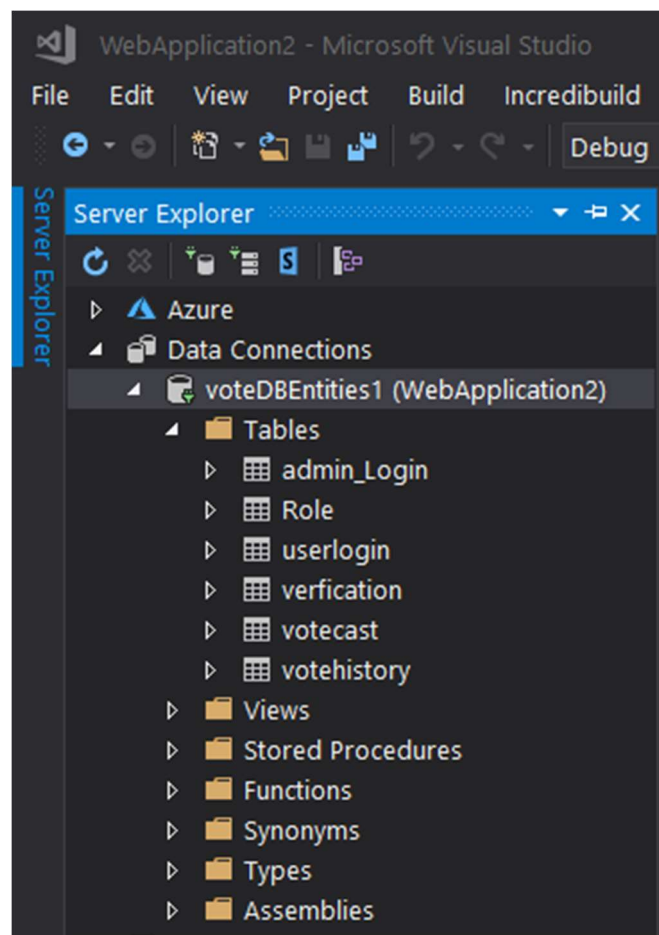 WebApplication2 - Microsoft Visual Studio
File Edit View Project Build Incredibuild
Debug
Server Explorer
Server Explorer
Azure
Data Connections
voteDBEntities1 (WebApplication2)
Tables
admin_Login
Role
userlogin
verfication
votecast
votehistory
Views
Stored Procedures
Functions
Synonyms
Types
Assemblies